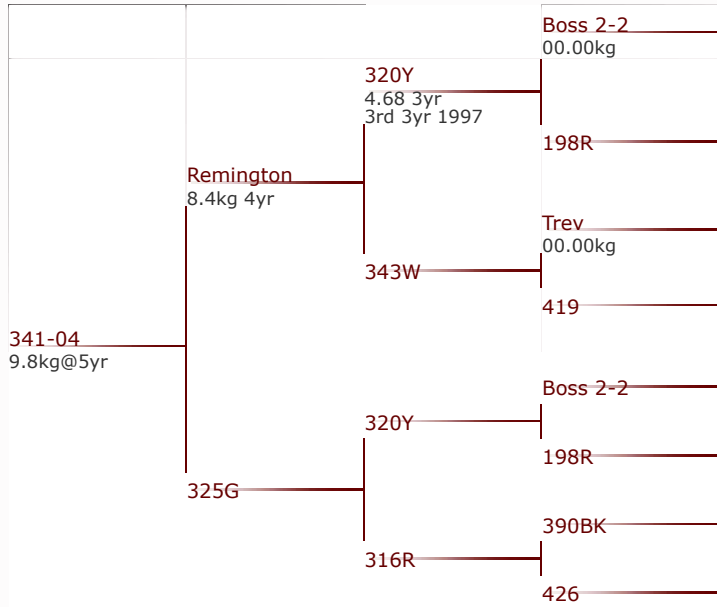 Boss 2-2
00.00kg
320Y
4.68 3yr
3rd 3yr 1997
198R
Remington
8.4kg 4yr
Trev
00.00kg
343W
419
341-04
9.8kg@5yr
Boss 2-2
320Y
198R
325G
390BK
316R
426